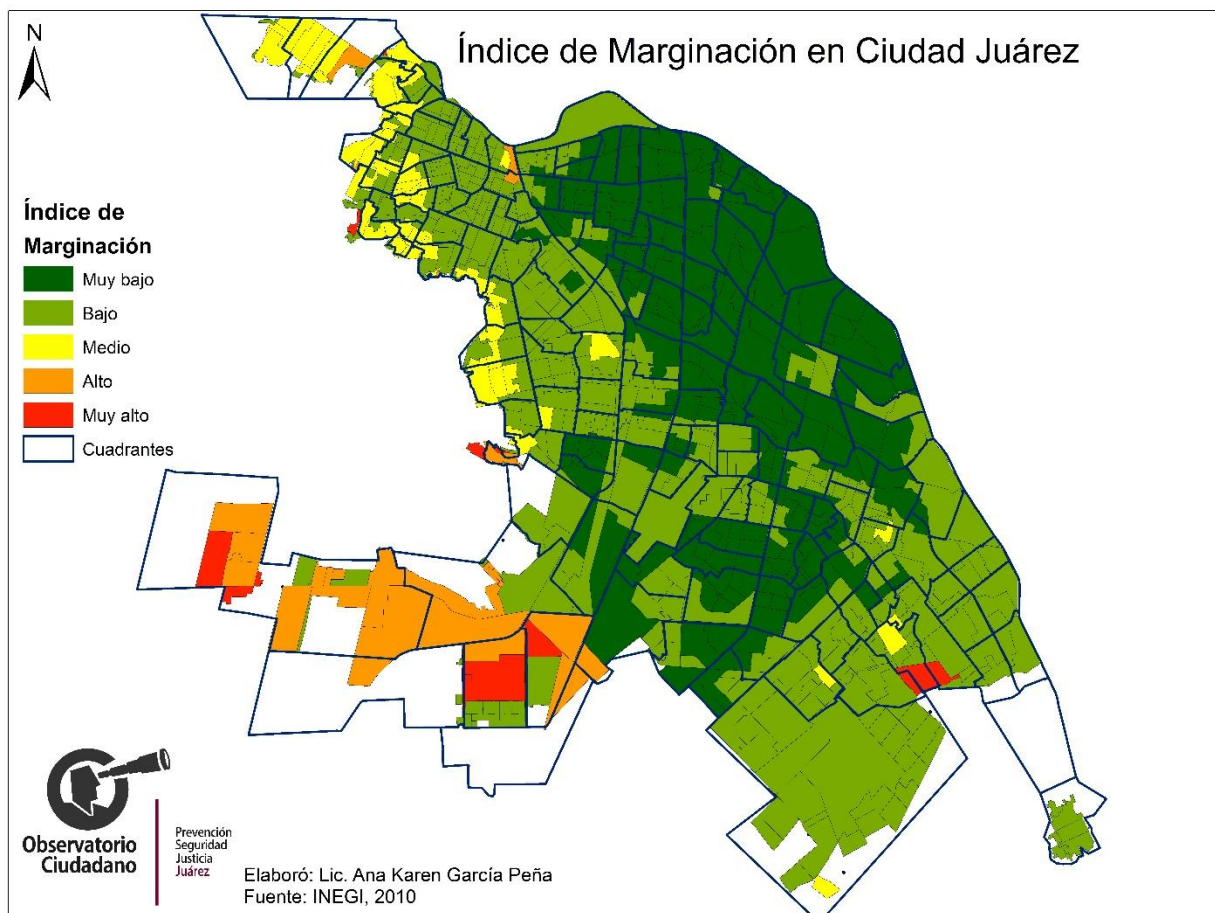 N
Índice de Marginación en Ciudad Juárez
Índice de
Marginación
Muy bajo
Bajo
Medio
Alto
Muy alto
Cuadrantes
Observatorio
Ciudadano
Prevención
Seguridad
Justicia
Juárez
Elaboró: Lic. Ana Karen García Peña
Fuente: INEGI, 2010